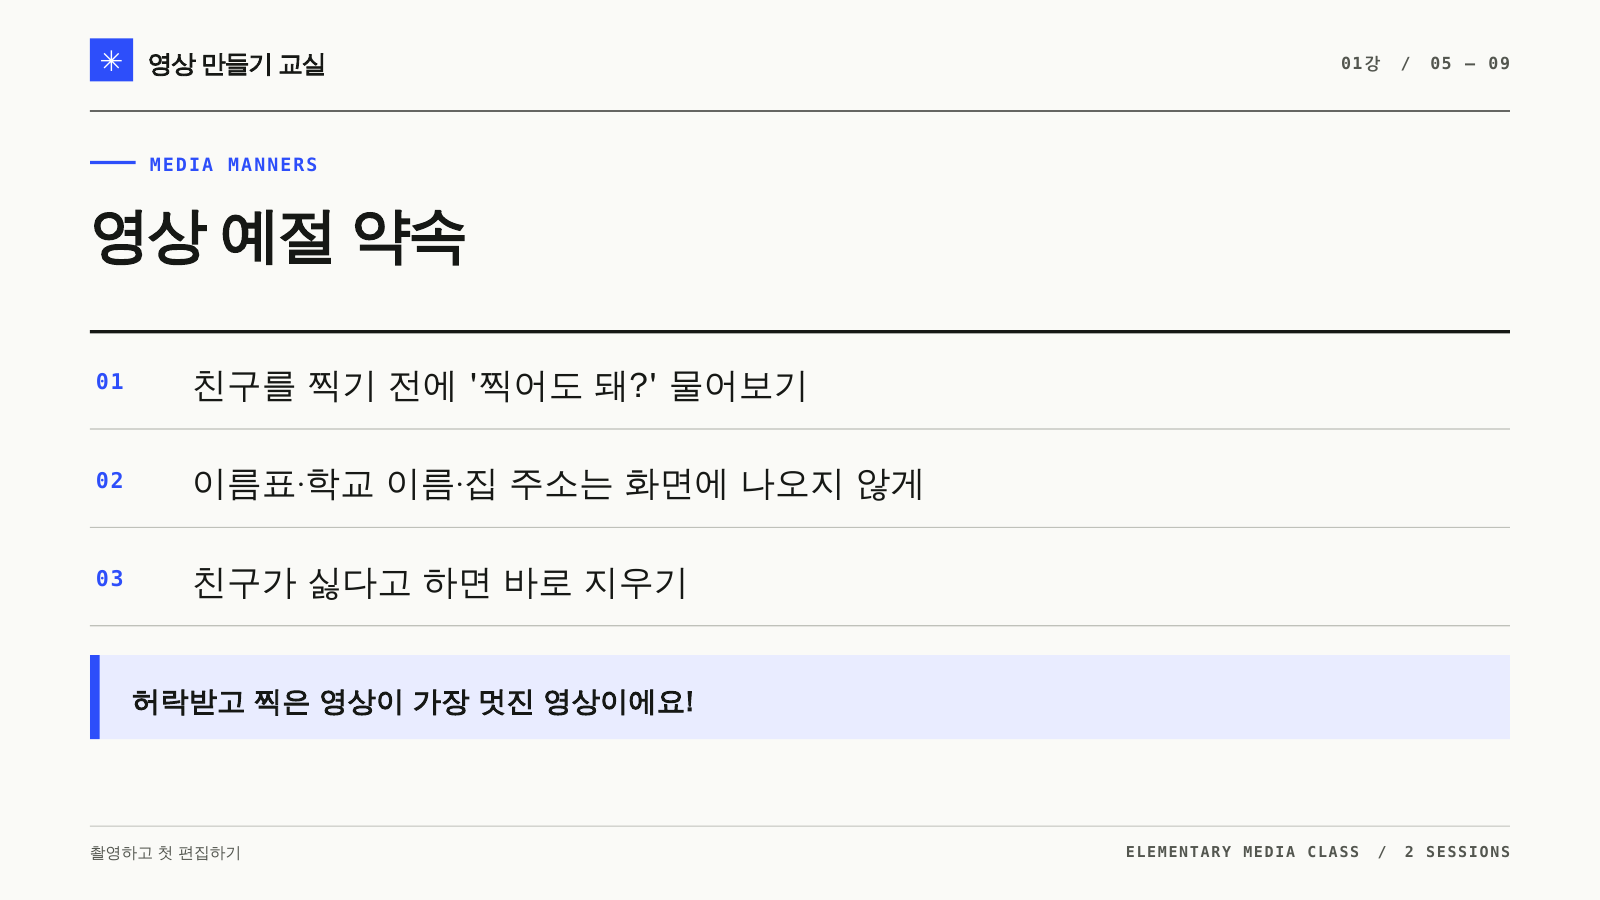 영상 만들기 교실
01강 / 05 — 09
MEDIA MANNERS
영상 예절 약속
01 친구를 찍기 전에 '찍어도 돼?' 물어보기
02 이름표·학교 이름·집 주소는 화면에 나오지 않게
03 친구가 싫다고 하면 바로 지우기
허락받고 찍은 영상이 가장 멋진 영상이에요!
촬영하고 첫 편집하기
ELEMENTARY MEDIA CLASS / 2 SESSIONS